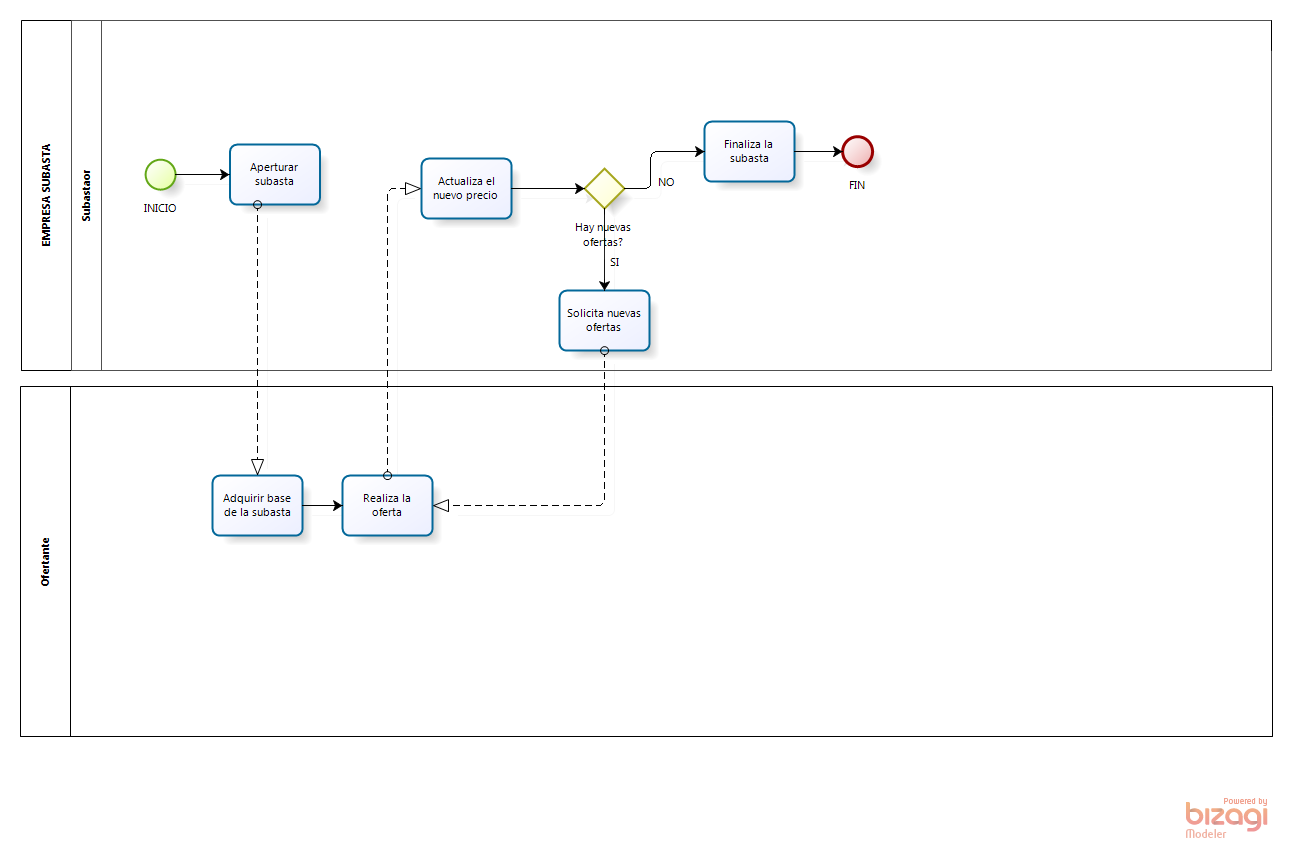 EMPRESA SUBASTA
Subastaor
INICIO
Aperturar
subasta
Actualiza el
nuevo precio
Hay nuevas
ofertas?
NO
SI
Finaliza la
subasta
FIN
Solicita nuevas
ofertas
Ofertante
Adquirir base
de la subasta
Realiza la
oferta
Powered by
bizagi
Modeler